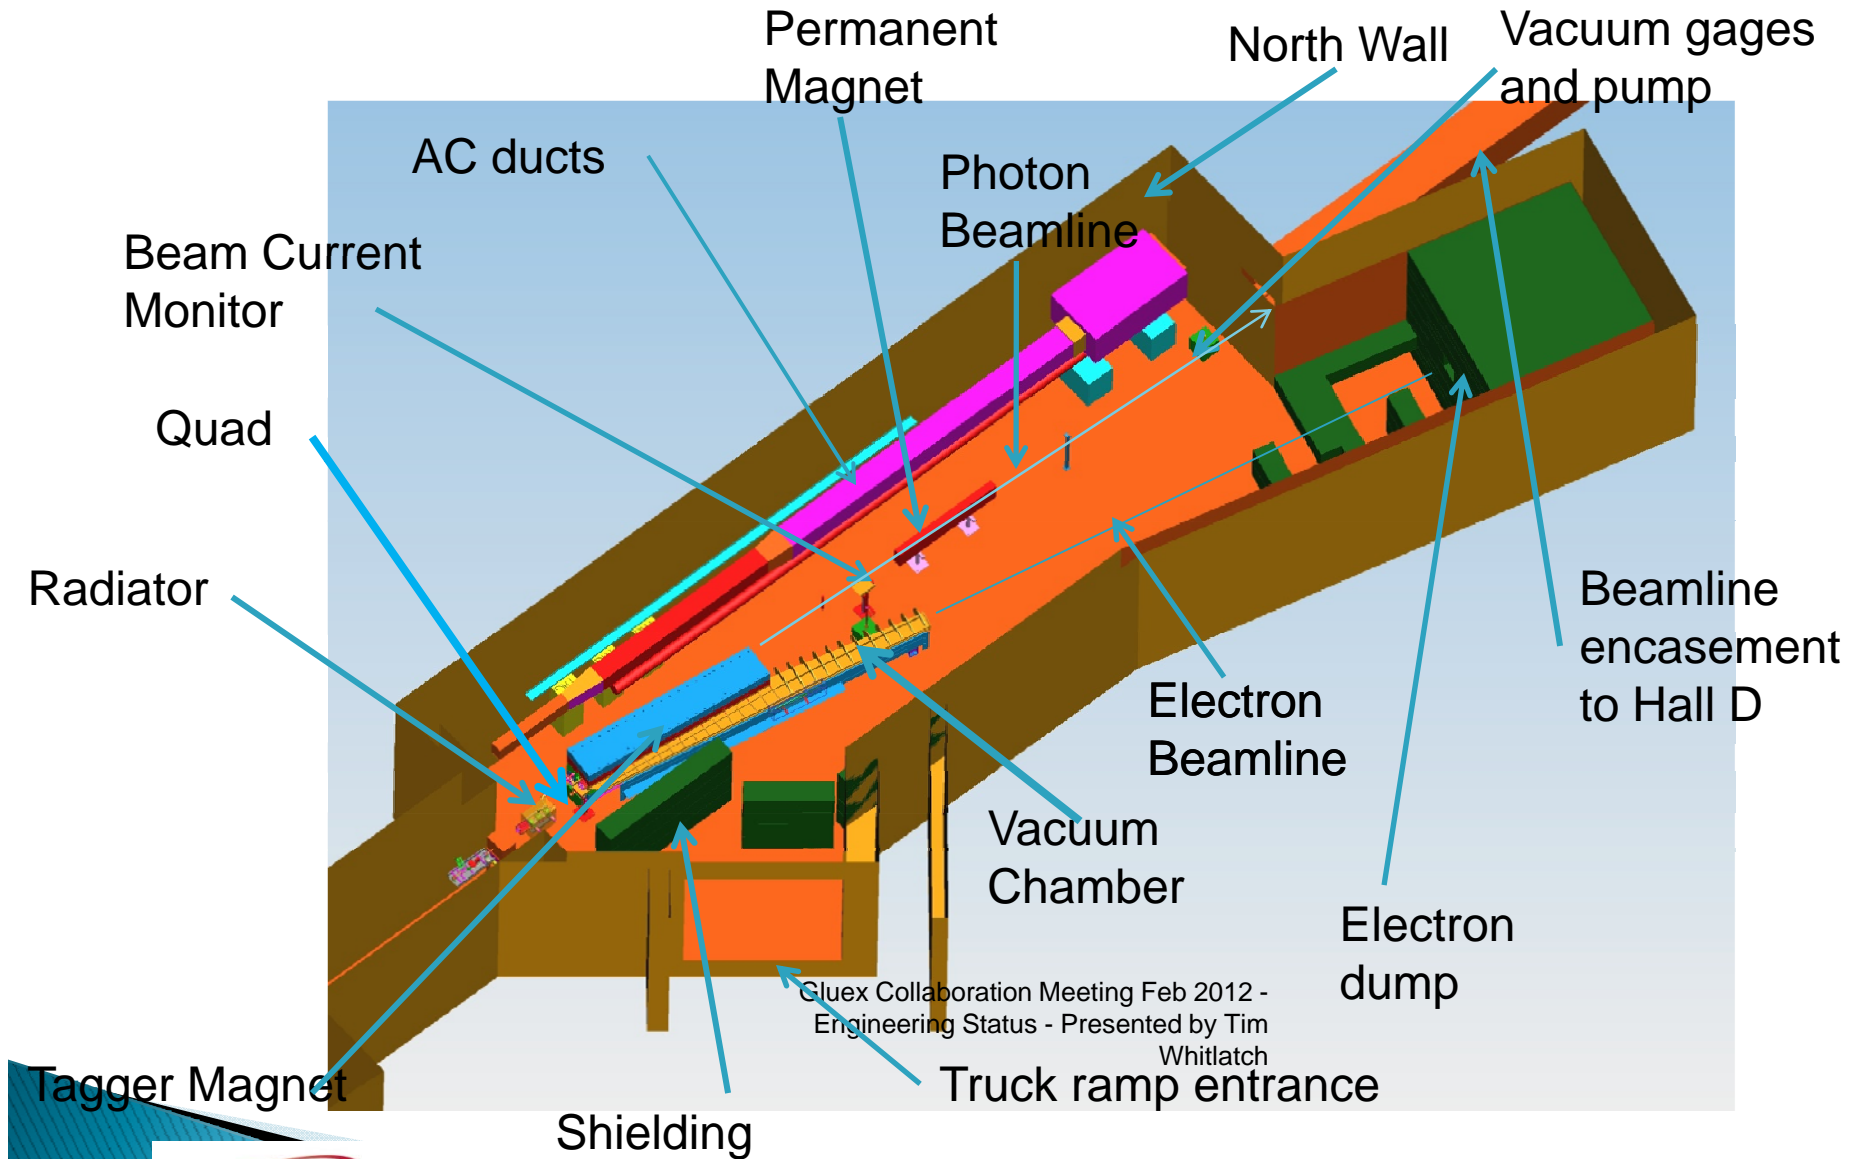 Permanent
Magnet
North Wall
Vacuum gages
and pump
AC ducts
Photon
Beamline
Beam Current
Monitor
Quad
Radiator
Beamline
encasement
to Hall D
Electron
Beamline
Vacuum
Chamber
Electron
dump
Gluex Collaboration Meeting Feb 2012 -
Engineering Status - Presented by Tim
Whitlatch
Tagger Magnet
Truck ramp entrance
Shielding